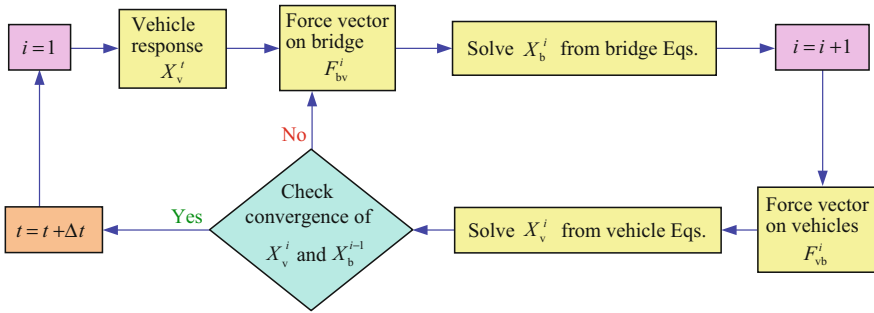 i = 1
Vehicle
response
X_v^t
Force vector
on bridge
F_bv^i
Solve X_b^i from bridge Eqs.
i = i + 1
No
Yes
Check
convergence of
X_v^i and X_b^{i−1}
t = t + Δt
Solve X_v^i from vehicle Eqs.
Force vector
on vehicles
F_vb^i